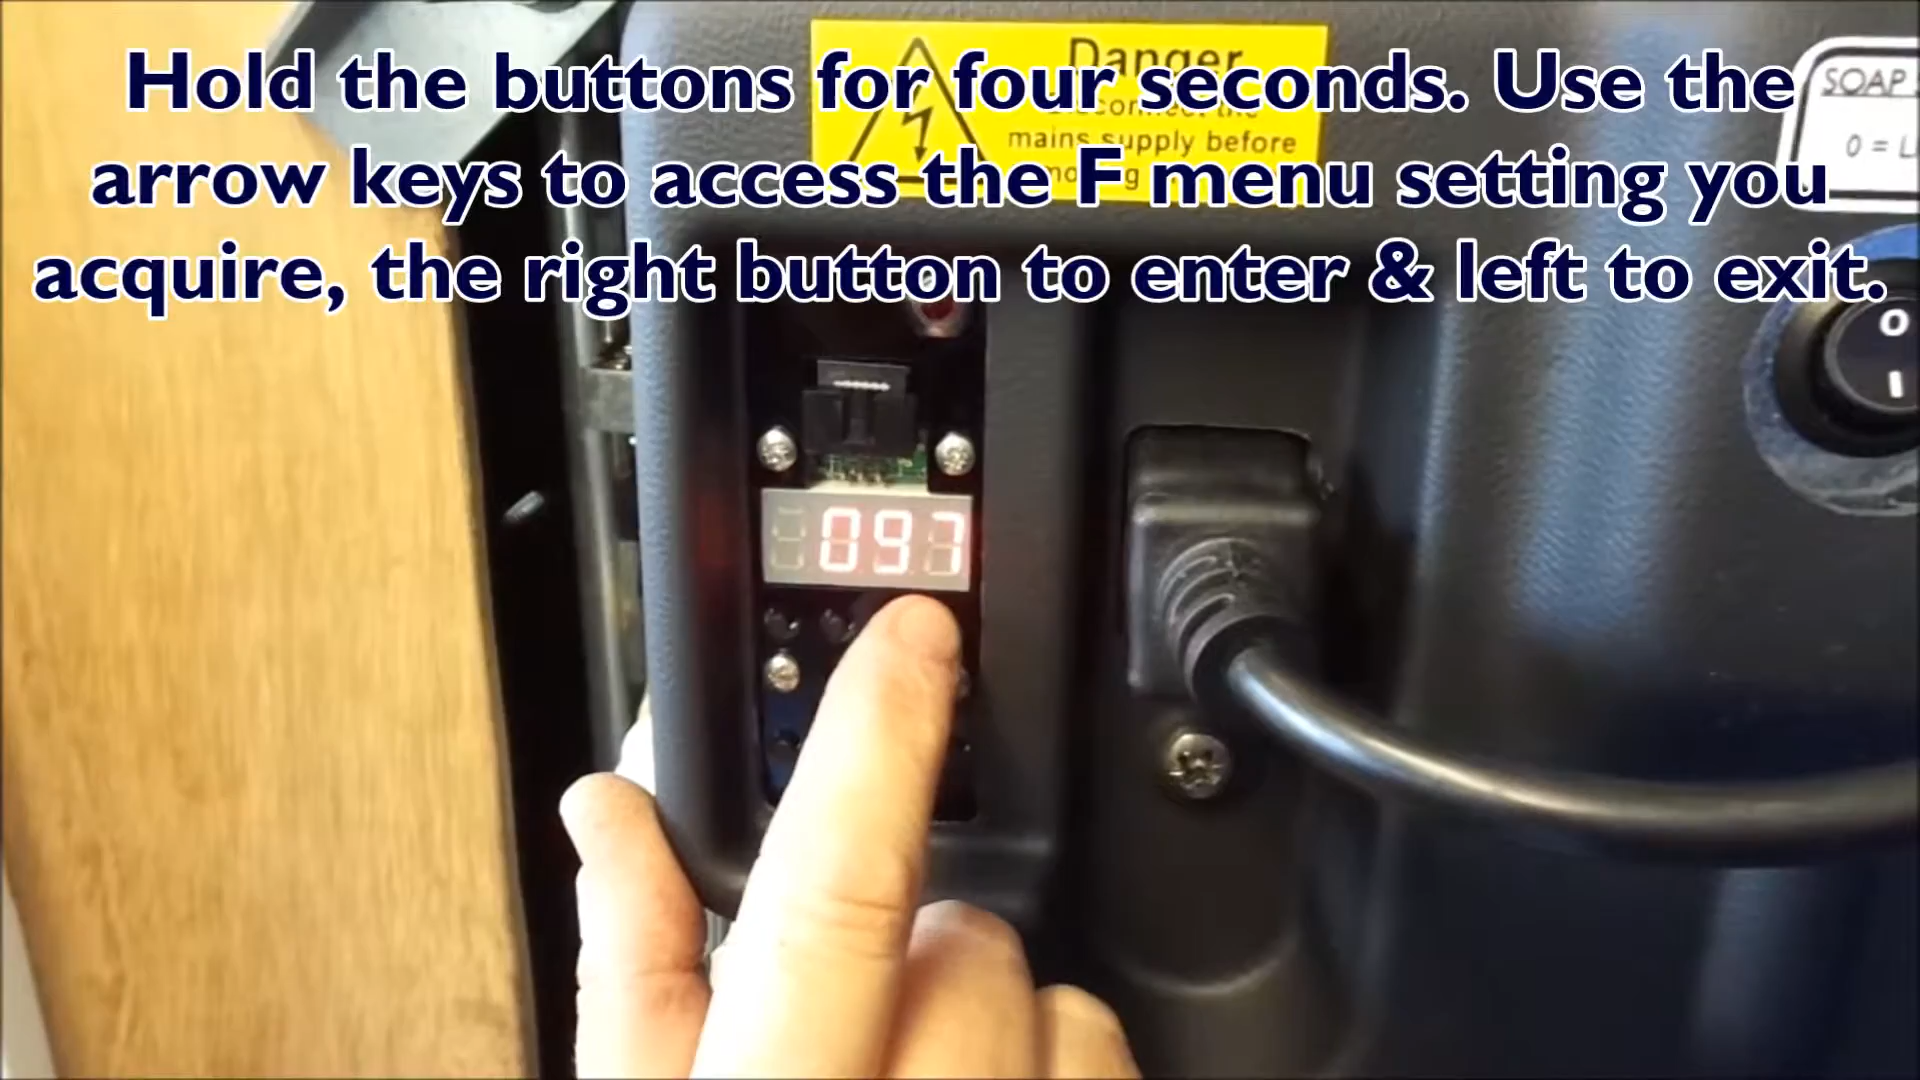 Hold the buttons for four seconds. Use the
arrow keys to access the F menu setting you
acquire, the right button to enter & left to exit.
Danger
mains supply before
SOAP
0 =
O
I
097